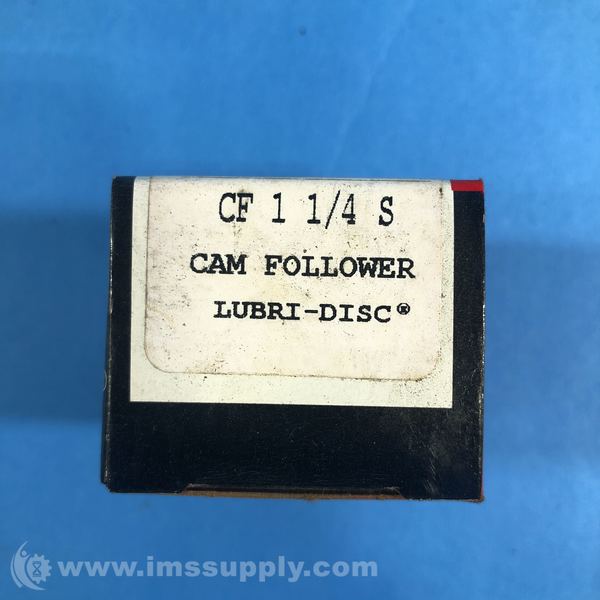 CF 1 1/4 S
CAM FOLLOWER
LUBRI-DISC®
www.imssupply.com